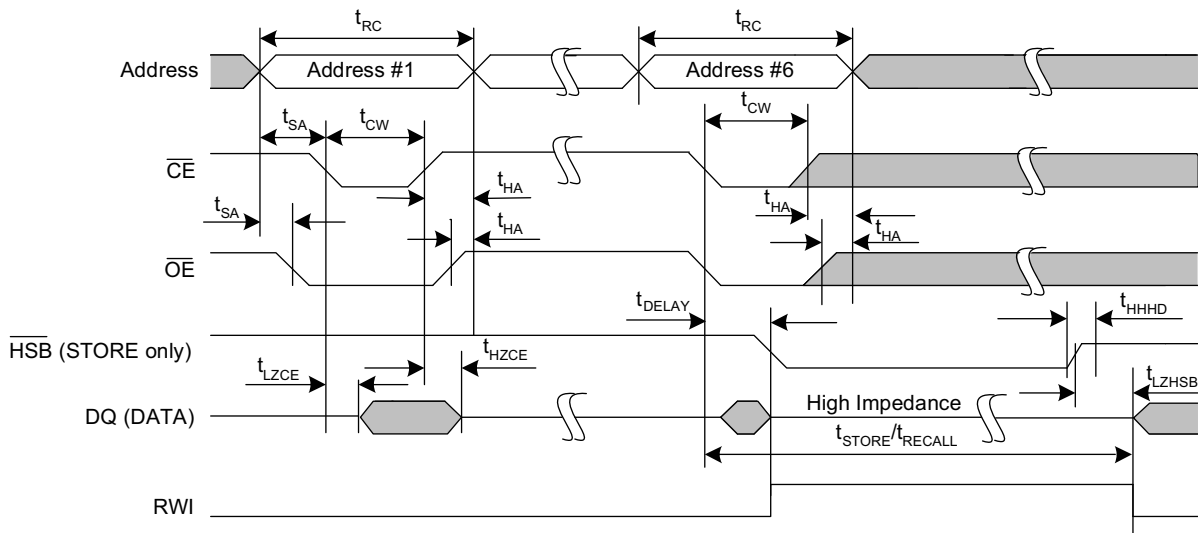 tRC
tRC
Address
Address #1
Address #6
tCW
tSA
tCW
CE
tHA
tSA
tHA
tHA
tHA
OE
tDELAY
tHHHD
HSB (STORE only)
tHZCE
tLZCE
tLZHSB
DQ (DATA)
High Impedance
tSTORE/tRECALL
RWI